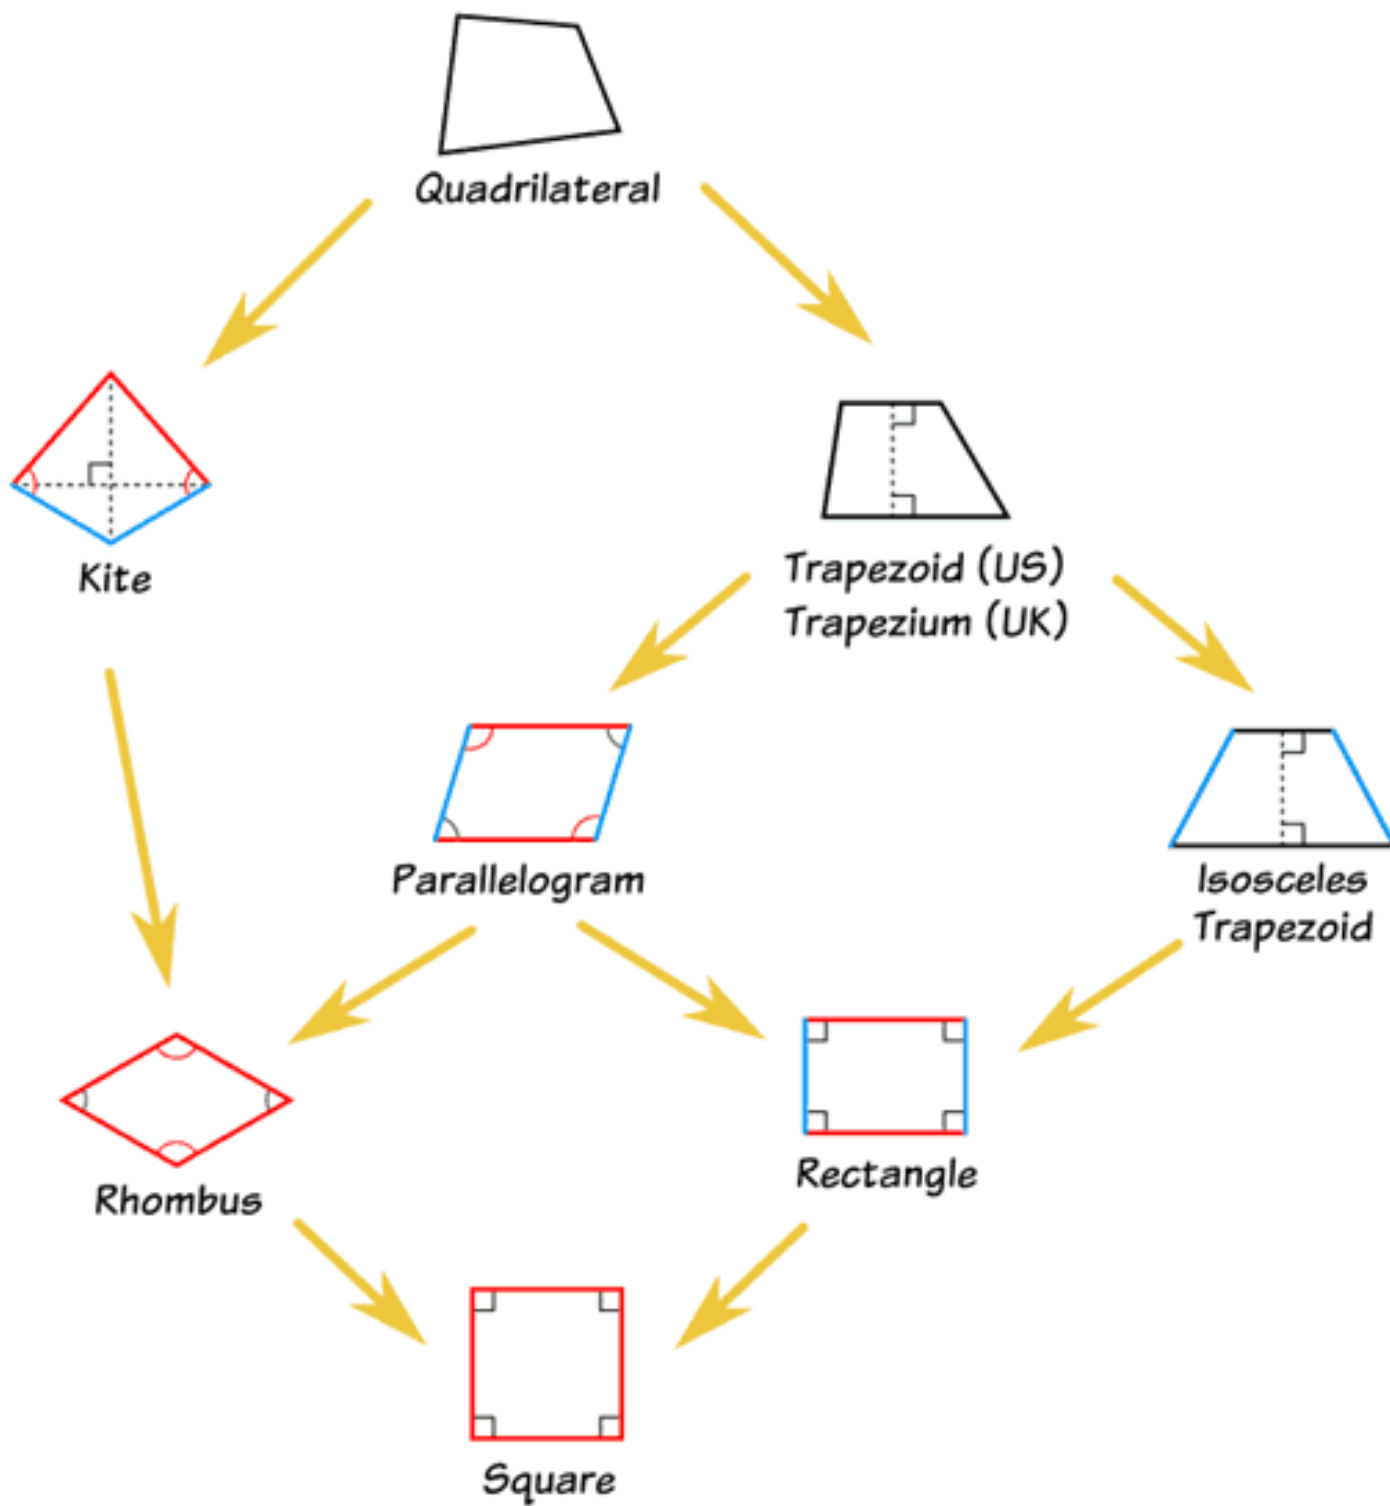 Quadrilateral
Kite
Trapezoid (US)
Trapezium (UK)
Parallelogram
Isosceles
Trapezoid
Rhombus
Rectangle
Square